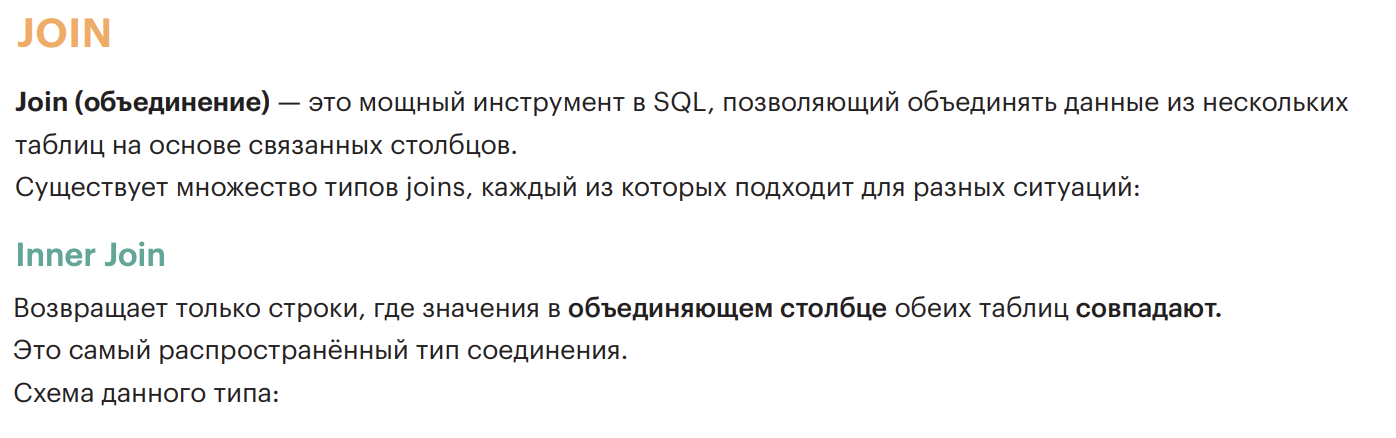 JOIN
Join (объединение) — это мощный инструмент в SQL, позволяющий объединять данные из нескольких
таблиц на основе связанных столбцов.
Существует множество типов joins, каждый из которых подходит для разных ситуаций:
Inner Join
Возвращает только строки, где значения в объединяющем столбце обеих таблиц совпадают.
Это самый распространённый тип соединения.
Схема данного типа: